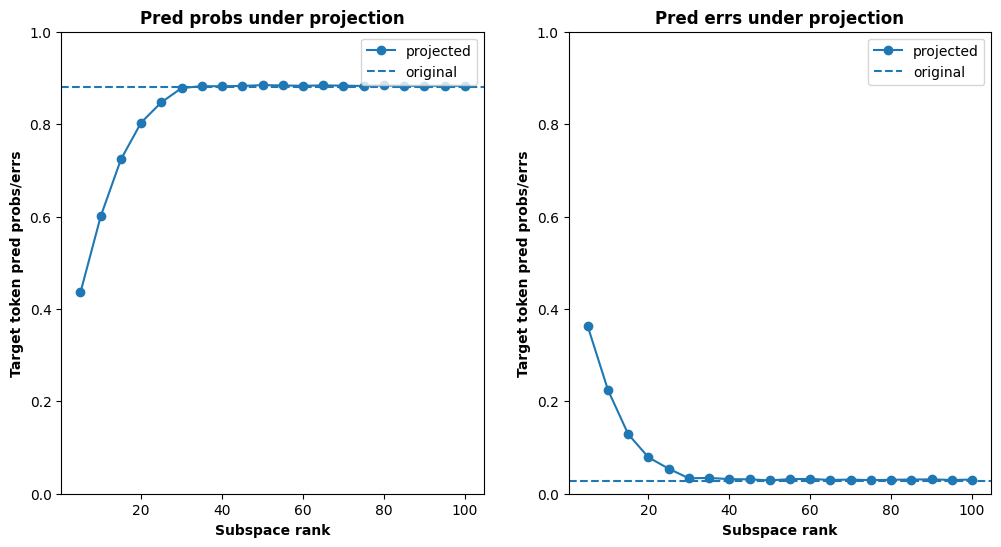 Pred probs under projection
1.0
0.8
0.6
0.4
0.2
0.0
Target token pred probs/errs
20
40
60
80
100
Subspace rank
projected
original
Pred errs under projection
1.0
0.8
0.6
0.4
0.2
0.0
Target token pred probs/errs
20
40
60
80
100
Subspace rank
projected
original